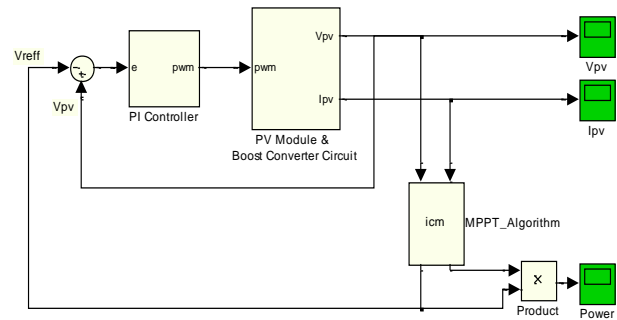 Vreff
-
+
Vpv
e
pwm
PI Controller
pwm
Vpv
Ipv
PV Module &
Boost Converter Circuit
Vpv
Ipv
icm
MPPT_Algorithm
x
Product
Power